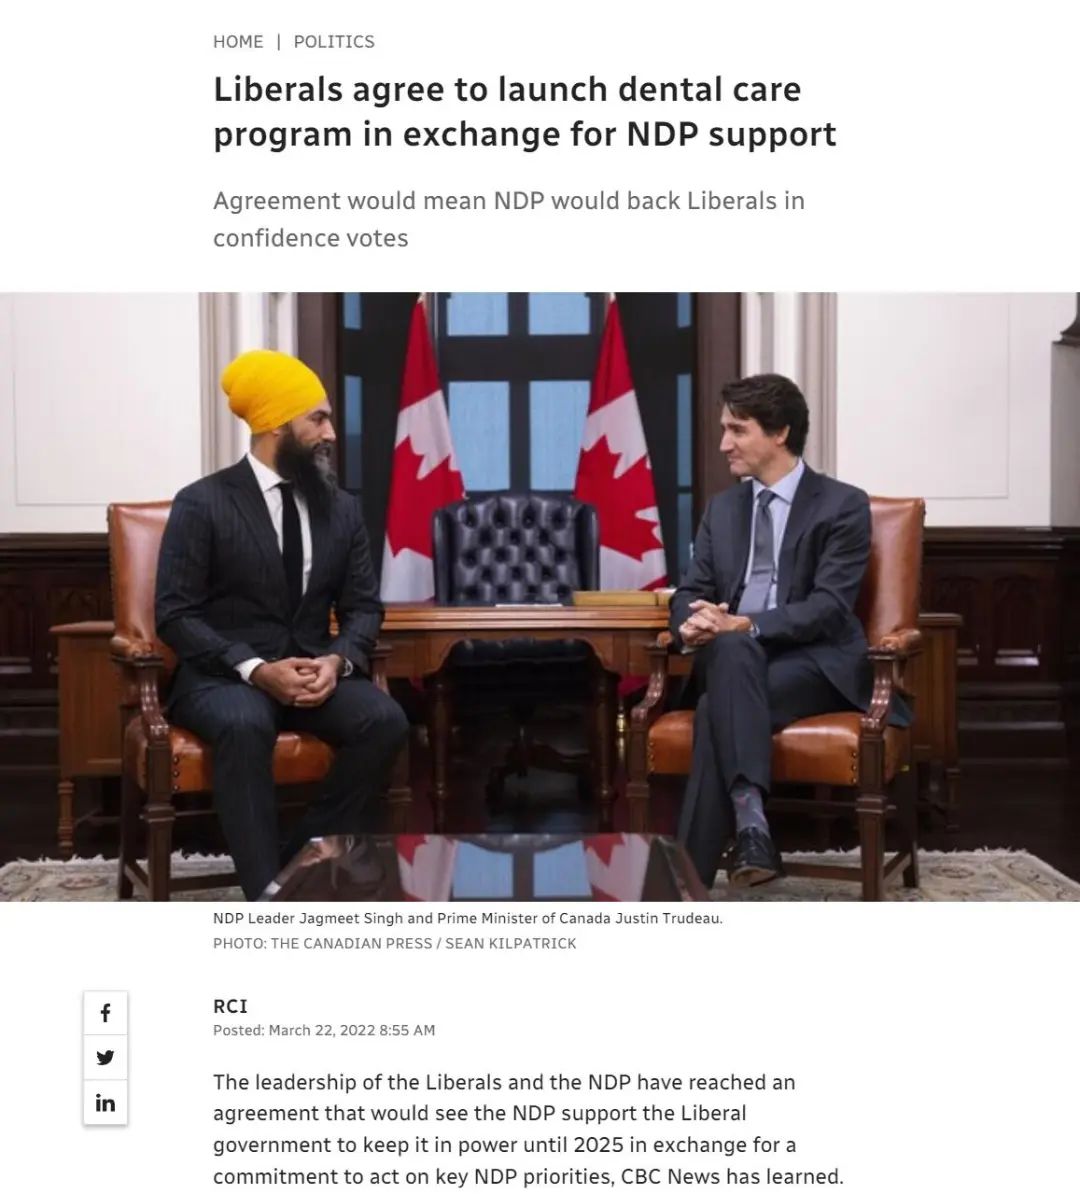 HOME | POLITICS
Liberals agree to launch dental care
program in exchange for NDP support
Agreement would mean NDP would back Liberals in
confidence votes
NDP Leader Jagmeet Singh and Prime Minister of Canada Justin Trudeau.
PHOTO: THE CANADIAN PRESS / SEAN KILPATRICK
RCI
Posted: March 22, 2022 8:55 AM
The leadership of the Liberals and the NDP have reached an
agreement that would see the NDP support the Liberal
government to keep it in power until 2025 in exchange for a
commitment to act on key NDP priorities, CBC News has learned.
f
in